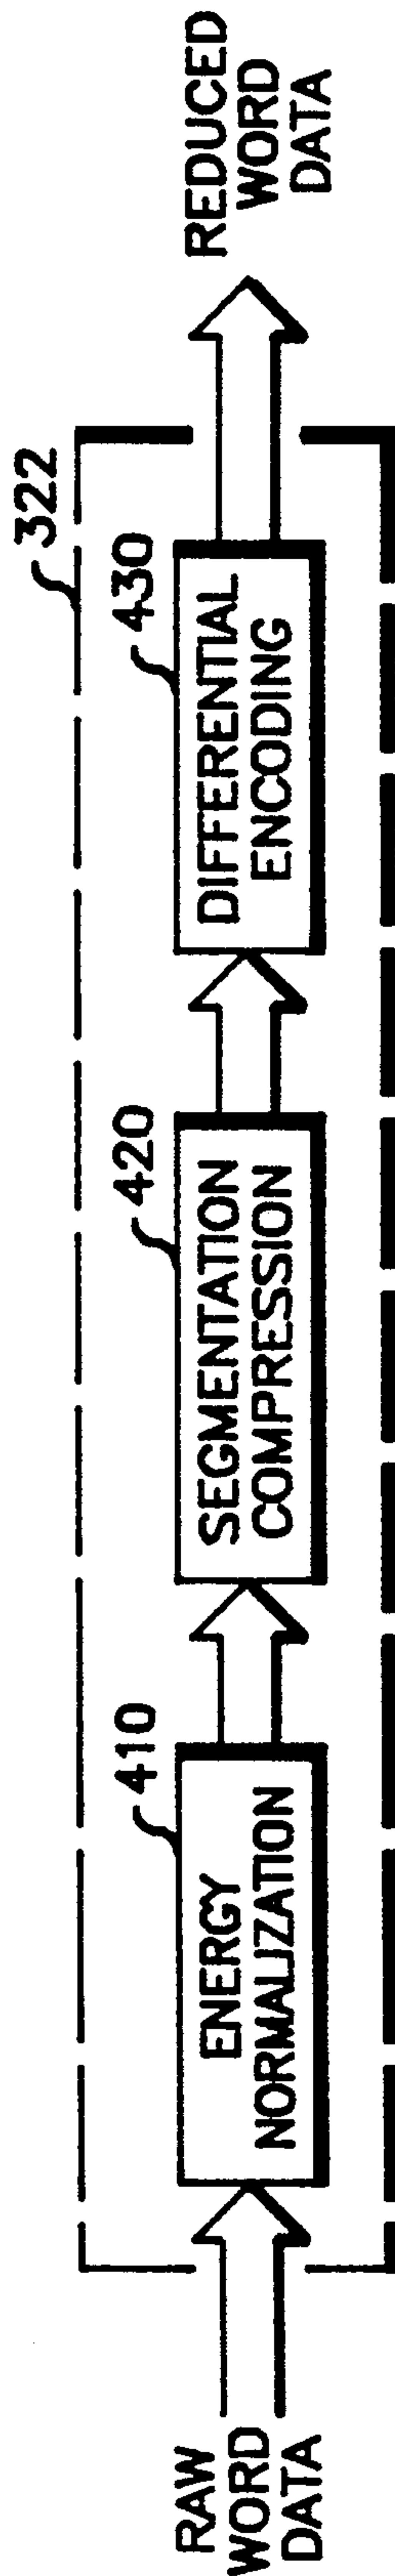 RAW
WORD
DATA
322
410
ENERGY
NORMALIZATION
420
SEGMENTATION
COMPRESSION
430
DIFFERENTIAL
ENCODING
REDUCED
WORD
DATA